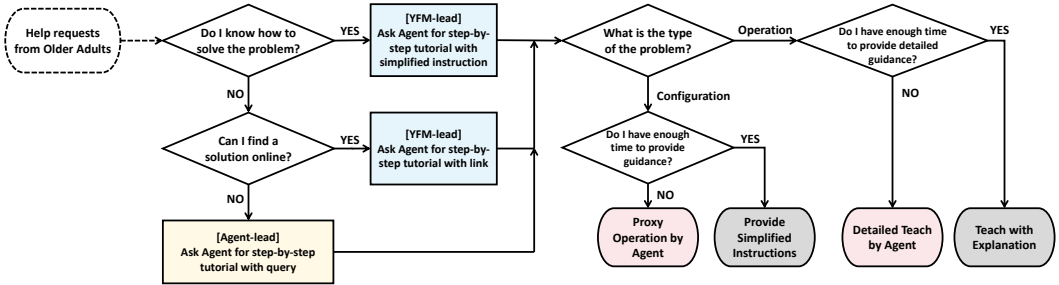 Help requests
from Older Adults
Do I know how to
solve the problem?
YES
NO
[YFM-lead]
Ask Agent for step-by-
step tutorial with
simplified instruction
Can I find a
solution online?
YES
NO
[YFM-lead]
Ask Agent for step-by-
step tutorial with link
[Agent-lead]
Ask Agent for step-by-step
tutorial with query
What is the type
of the problem?
Operation
Configuration
Do I have enough
time to provide
guidance?
YES
NO
Proxy
Operation by
Agent
Provide
Simplified
Instructions
Do I have enough time
to provide detailed
guidance?
YES
NO
Detailed Teach
by Agent
Teach with
Explanation